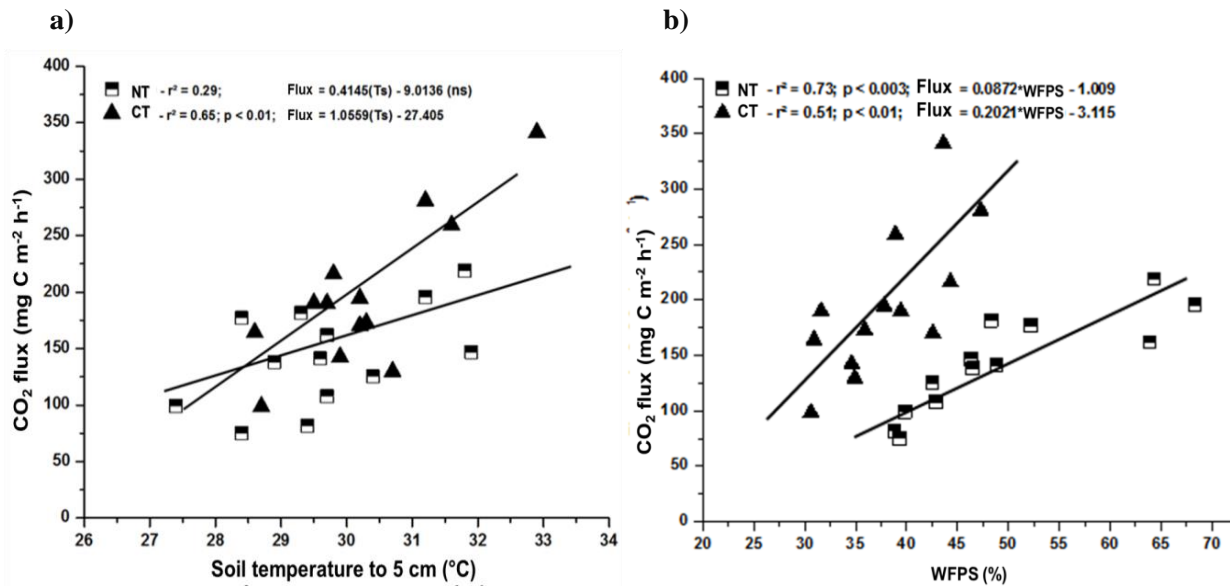 a)
NT - r² = 0.29; Flux = 0.4145(Ts) - 9.0136 (ns)
CT - r² = 0.65; p < 0.01; Flux = 1.0559(Ts) - 27.405
400
350
300
250
200
150
100
50
0
CO₂ flux (mg C m⁻² h⁻¹)
26 27 28 29 30 31 32 33 34
Soil temperature to 5 cm (°C)
b)
NT - r² = 0.73; p < 0.003; Flux = 0.0872*WFPS - 1.009
CT - r² = 0.51; p < 0.01; Flux = 0.2021*WFPS - 3.115
400
350
300
250
200
150
100
50
0
CO₂ flux (mg C m⁻² h⁻¹)
20 25 30 35 40 45 50 55 60 65 70
WFPS (%)